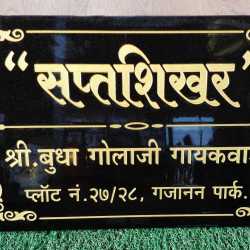 “सप्तशिखर”
श्री.बुधा गोलाजी गायकवा
प्लॉट नं.२७/२८, गजानन पार्क,